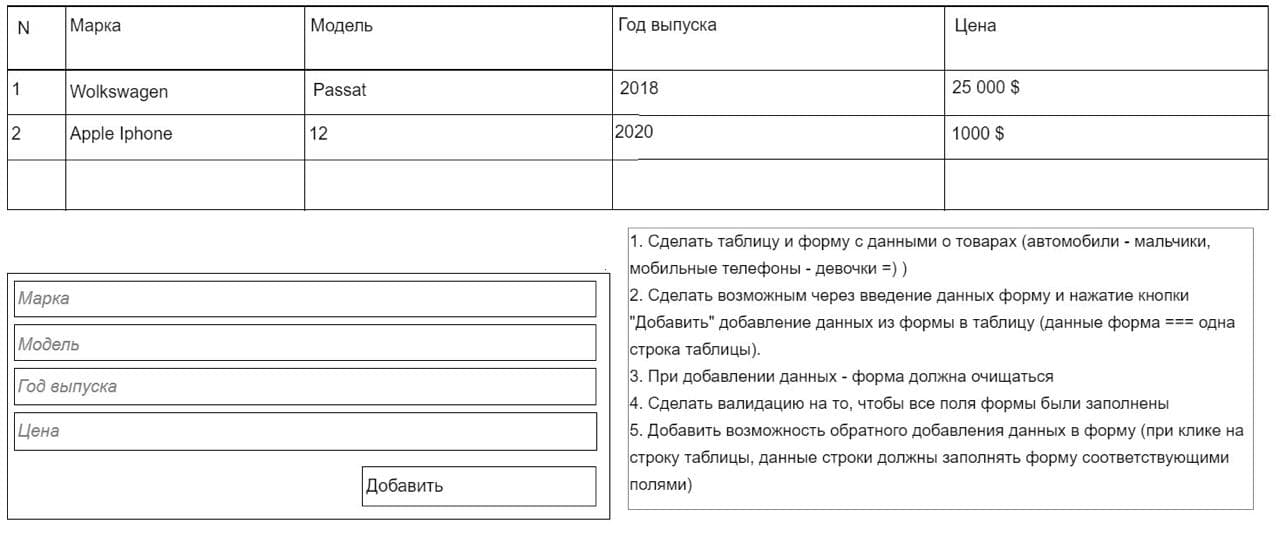 N Марка Модель Год выпуска Цена
1 Wolkswagen Passat 2018 25 000 $
2 Apple Iphone 12 2020 1000 $
Марка
Модель
Год выпуска
Цена
Добавить
1. Сделать таблицу и форму с данными о товарах (автомобили - мальчики,
мобильные телефоны - девочки =) )
2. Сделать возможным через введение данных форму и нажатие кнопки
"Добавить" добавление данных из формы в таблицу (данные форма === одна
строка таблицы).
3. При добавлении данных - форма должна очищаться
4. Сделать валидацию на то, чтобы все поля формы были заполнены
5. Добавить возможность обратного добавления данных в форму (при клике на
строку таблицы, данные строки должны заполнять форму соответствующими
полями)